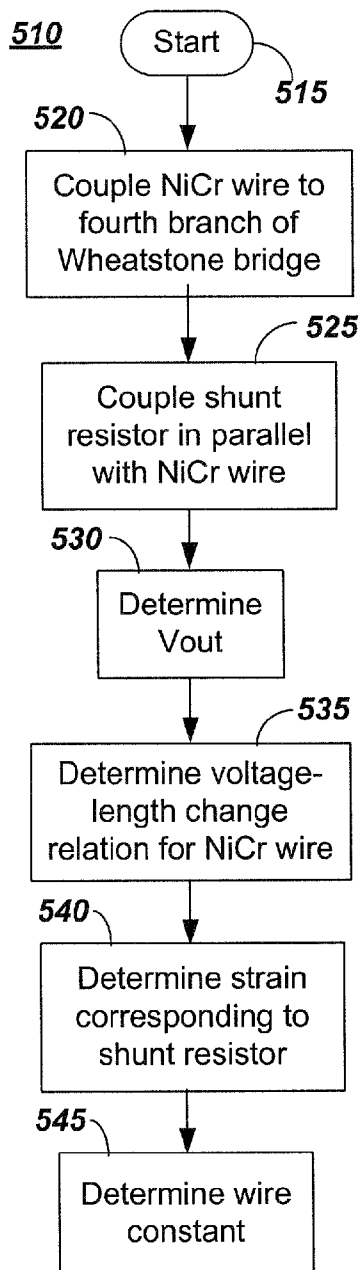 510
Start
515
520
Couple NiCr wire to
fourth branch of
Wheatstone bridge
525
Couple shunt
resistor in parallel
with NiCr wire
530
Determine
Vout
535
Determine voltage-
length change
relation for NiCr wire
540
Determine strain
corresponding to
shunt resistor
545
Determine wire
constant